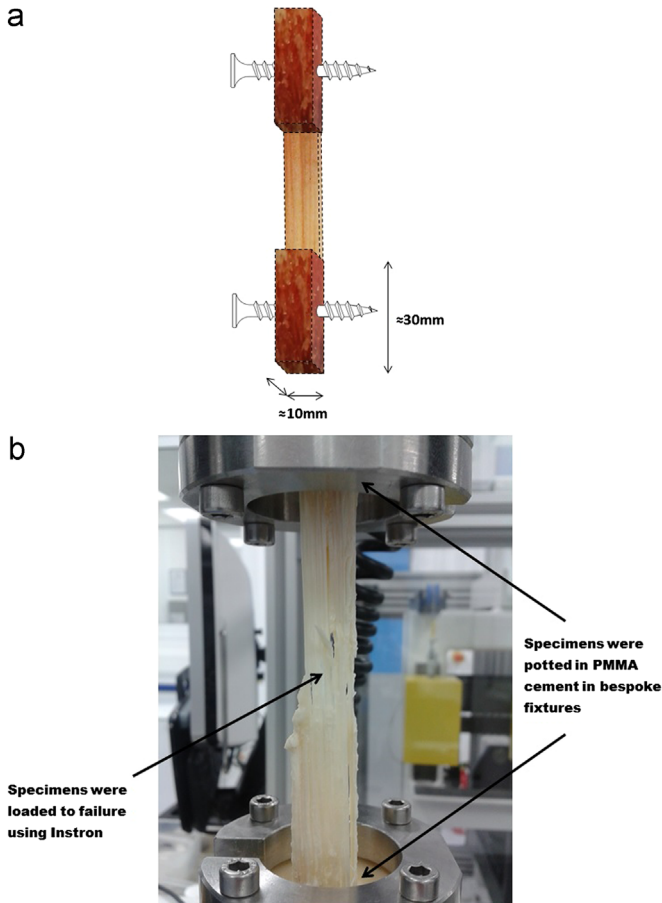 a
≈30mm
≈10mm
b
Specimens were
potted in PMMA
cement in bespoke
fixtures
Specimens were
loaded to failure
using Instron